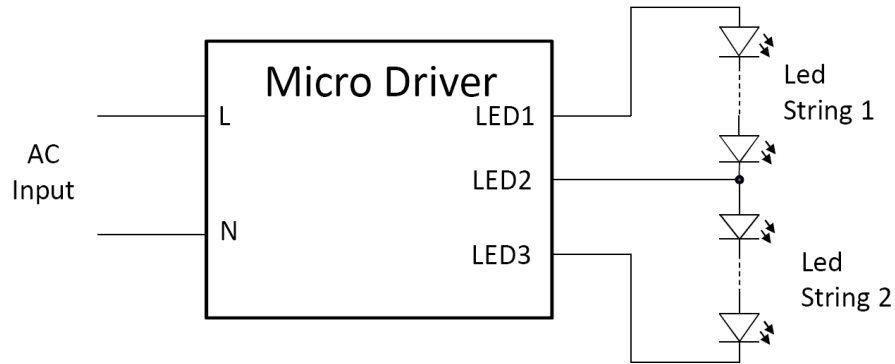 Micro Driver
AC
Input
L
N
LED1
LED2
LED3
Led
String 1
Led
String 2